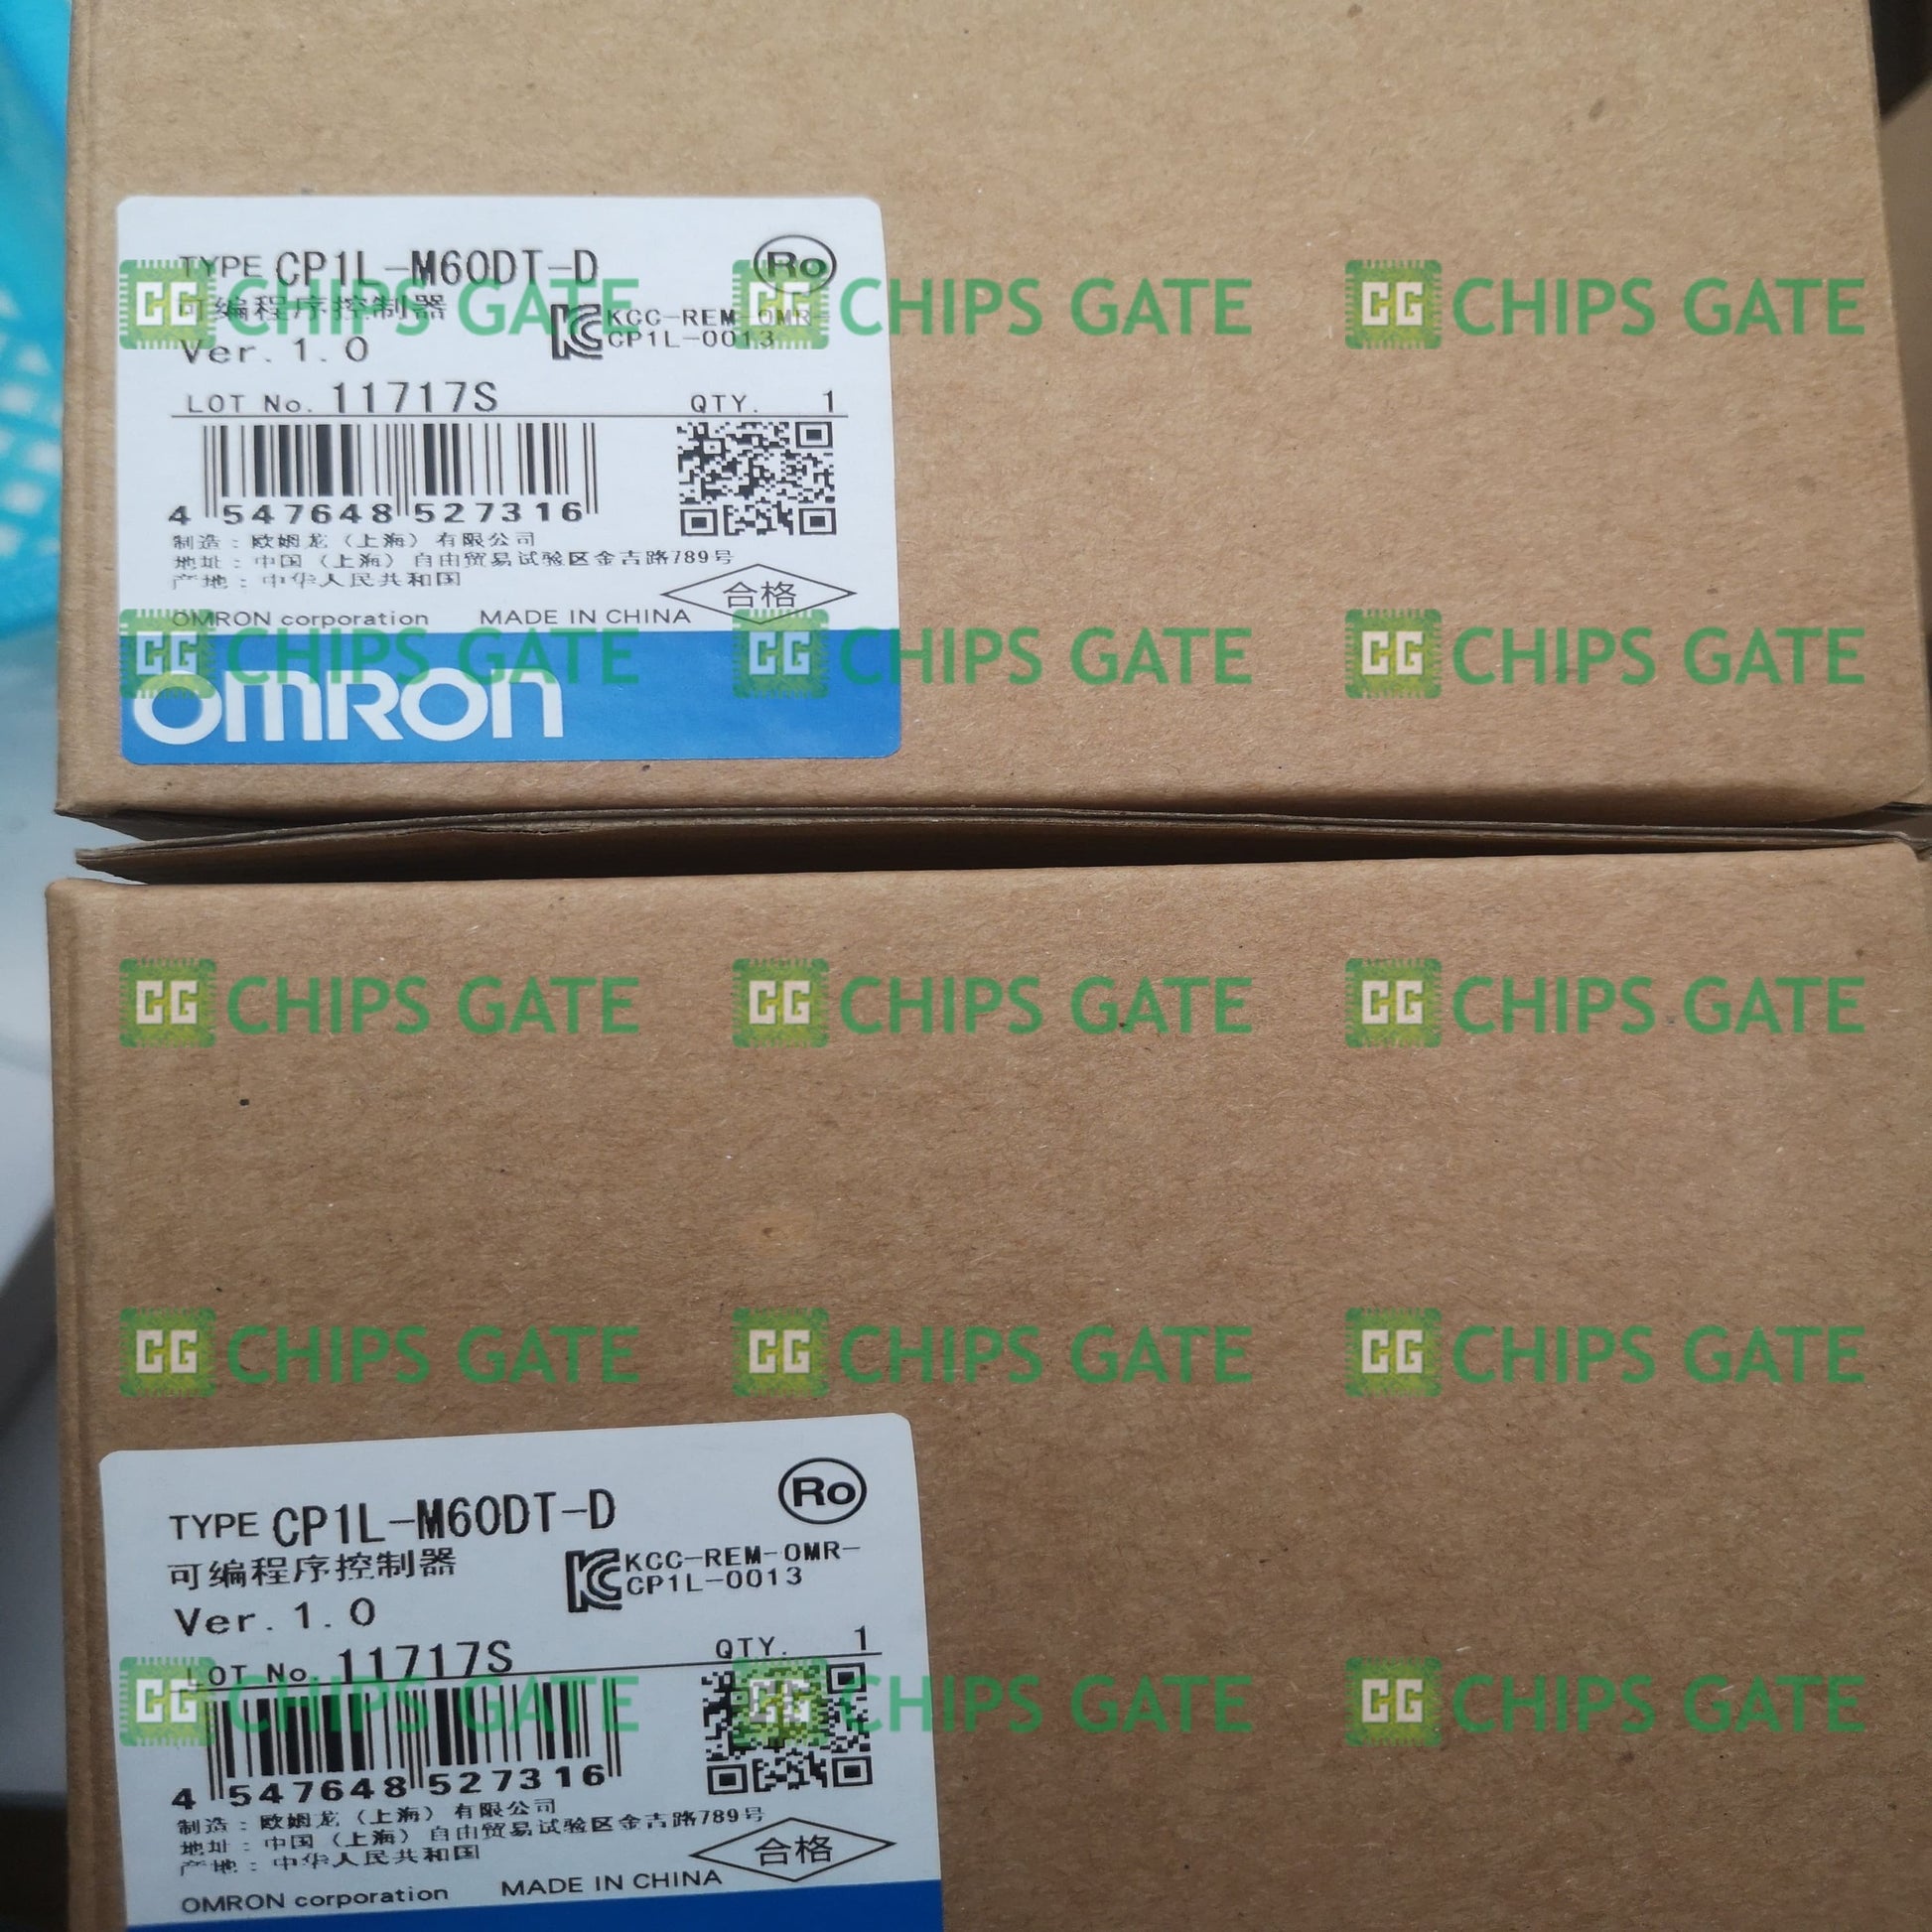 TYPE CP1L-M60DT-D
Ro
可编程序控制器
KCC-REM-OMR-
CP1L-0013
Ver.1.0
LOT No. 11717S QTY. 1
4 547648 527316
制造：欧姆龙（上海）有限公司
地址：中国（上海）自由贸易试验区金吉路789号
产地：中华人民共和国
合格
OMRON corporation MADE IN CHINA
OMRON
TYPE CP1L-M60DT-D
Ro
可编程序控制器
KCC-REM-OMR-
CP1L-0013
Ver.1.0
LOT No. 11717S QTY. 1
4 547648 527316
制造：欧姆龙（上海）有限公司
地址：中国（上海）自由贸易试验区金吉路789号
产地：中华人民共和国
合格
OMRON corporation MADE IN CHINA
CG CHIPS GATE CG CHIPS GATE CG CHIPS GATE
CG CHIPS GATE CG CHIPS GATE CG CHIPS GATE
CG CHIPS GATE CG CHIPS GATE CG CHIPS GATE
CG CHIPS GATE CG CHIPS GATE CG CHIPS GATE
CG CHIPS GATE CG CHIPS GATE CG CHIPS GATE